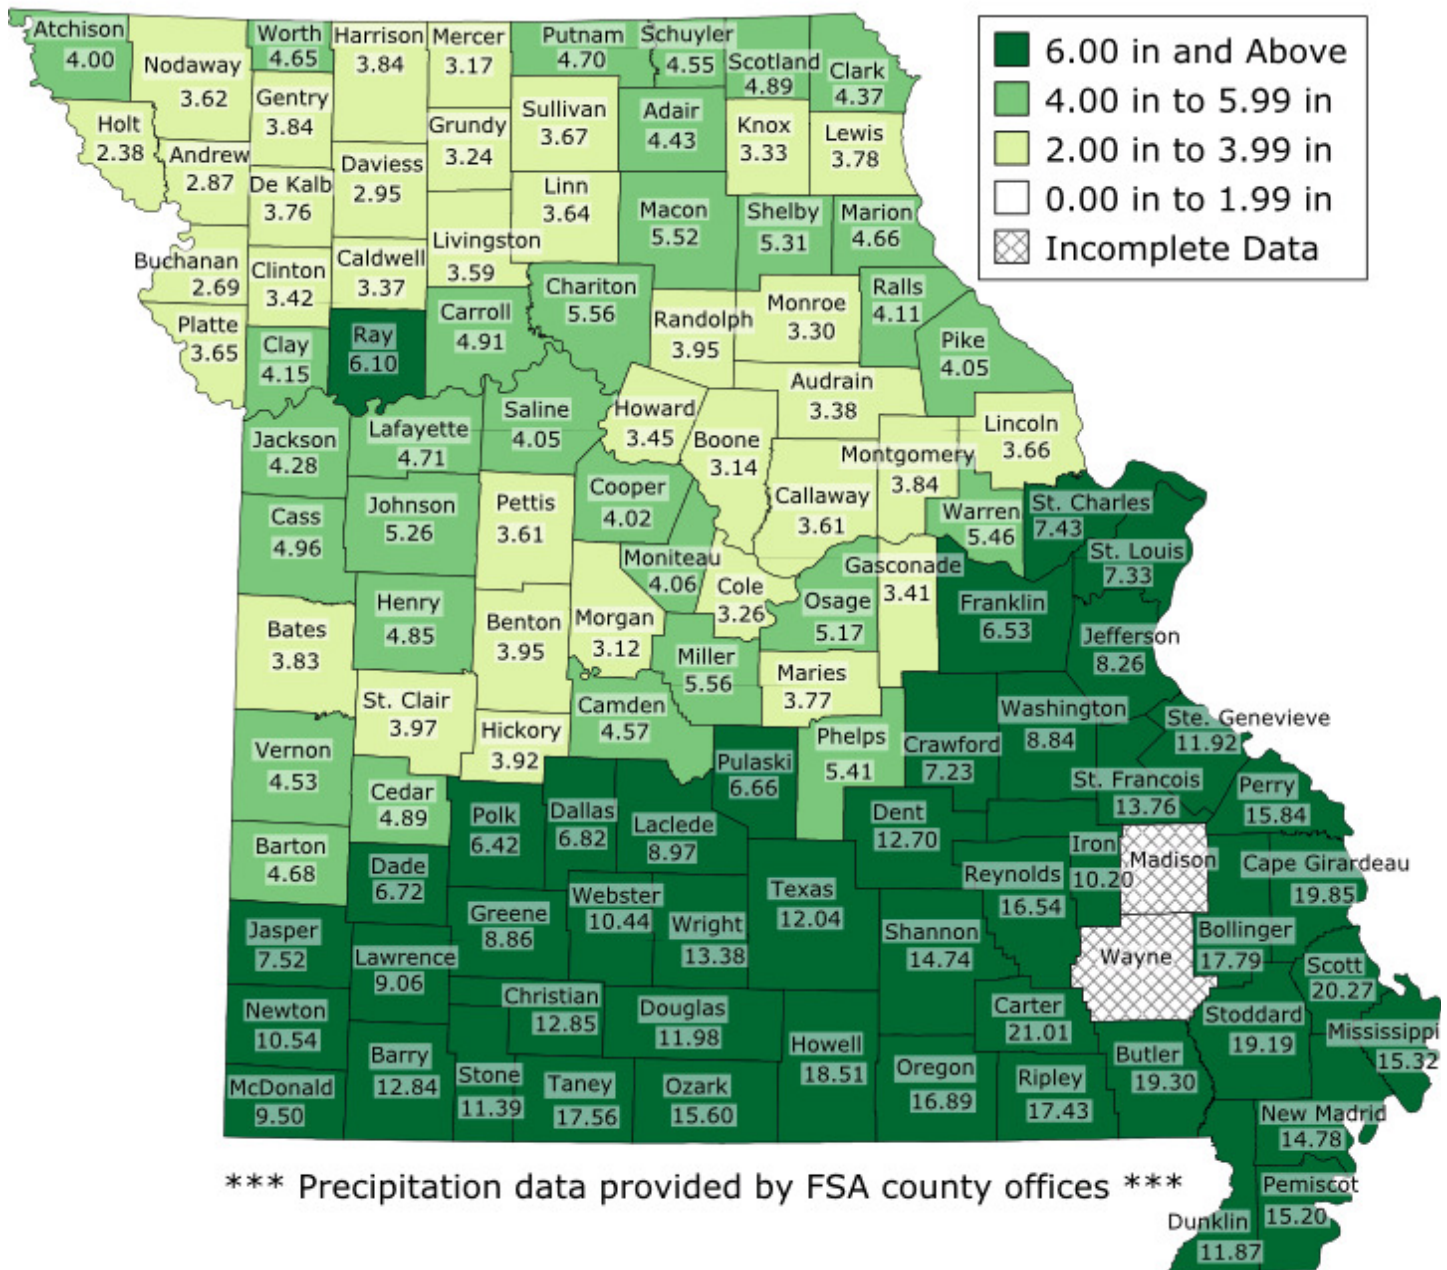 Atchison
4.00
Nodaway
3.62
Worth
4.65
Harrison
3.84
Mercer
3.17
Putnam
4.70
Schuyler
4.55
Scotland
4.89
Clark
4.37
6.00 in and Above
4.00 in to 5.99 in
2.00 in to 3.99 in
0.00 in to 1.99 in
Incomplete Data
Holt
2.38
Andrew
2.87
Gentry
3.84
De Kalb
3.76
Daviess
2.95
Grundy
3.24
Sullivan
3.67
Adair
4.43
Knox
3.33
Lewis
3.78
Linn
3.64
Macon
5.52
Shelby
5.31
Marion
4.66
Buchanan
2.69
Clinton
3.42
Caldwell
3.37
Livingston
3.59
Chariton
5.56
Randolph
3.95
Monroe
3.30
Ralls
4.11
Pike
4.05
Platte
3.65
Clay
4.15
Ray
6.10
Carroll
4.91
Audrain
3.38
Jackson
4.28
Lafayette
4.71
Saline
4.05
Howard
3.45
Boone
3.14
Callaway
3.61
Montgomery
3.84
Lincoln
3.66
Cass
4.96
Johnson
5.26
Pettis
3.61
Cooper
4.02
Moniteau
4.06
Cole
3.26
Osage
5.17
Gasconade
3.41
Warren
5.46
St. Charles
7.43
St. Louis
7.33
Franklin
6.53
Jefferson
8.26
Bates
3.83
Henry
4.85
Benton
3.95
Morgan
3.12
Miller
5.56
Maries
3.77
St. Clair
3.97
Hickory
3.92
Camden
4.57
Phelps
5.41
Crawford
7.23
Washington
8.84
Ste. Genevieve
11.92
St. Francois
13.76
Perry
15.84
Vernon
4.53
Cedar
4.89
Polk
6.42
Dallas
6.82
Laclede
8.97
Pulaski
6.66
Dent
12.70
Iron
10.20
Madison
Cape Girardeau
19.85
Barton
4.68
Dade
6.72
Greene
8.86
Webster
10.44
Wright
13.38
Texas
12.04
Shannon
14.74
Reynolds
16.54
Wayne
Bollinger
17.79
Scott
20.27
Jasper
7.52
Lawrence
9.06
Christian
12.85
Douglas
11.98
Howell
18.51
Carter
21.01
Stoddard
19.19
Mississippi
15.32
Newton
10.54
Barry
12.84
Stone
11.39
Taney
17.56
Ozark
15.60
Oregon
16.89
Ripley
17.43
Butler
19.30
McDonald
9.50
New Madrid
14.78
Pemiscot
15.20
Dunklin
11.87
*** Precipitation data provided by FSA county offices ***